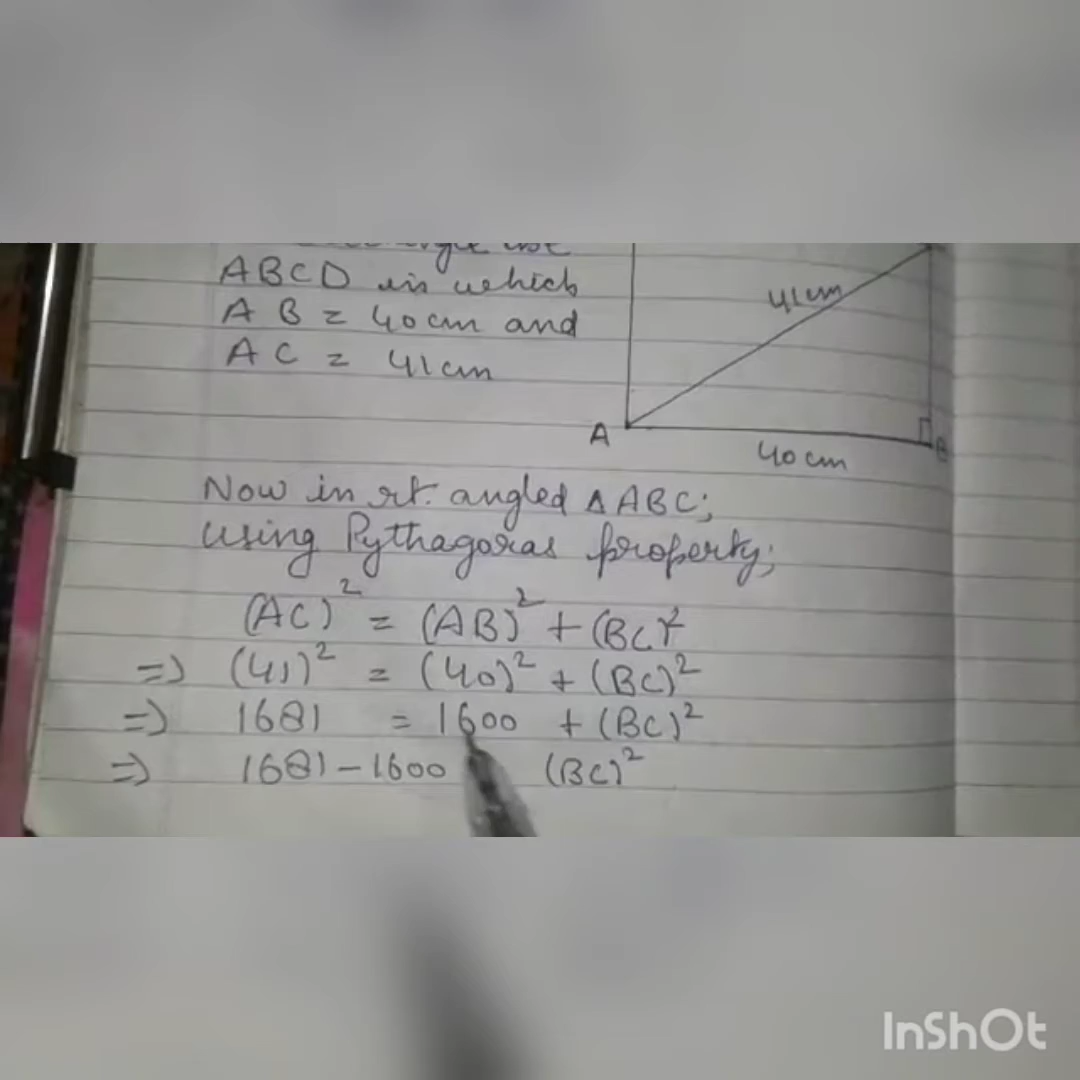 ABCD in which
AB = 40 cm and
AC = 41 cm
41cm
A
B
40 cm
Now in rt. angled Δ ABC;
using Pythagoras property;
(AC)² = (AB)² + (BC)²
=> (41)² = (40)² + (BC)²
=> 1681 = 1600 + (BC)²
=> 1681 - 1600 (BC)²
InShOt